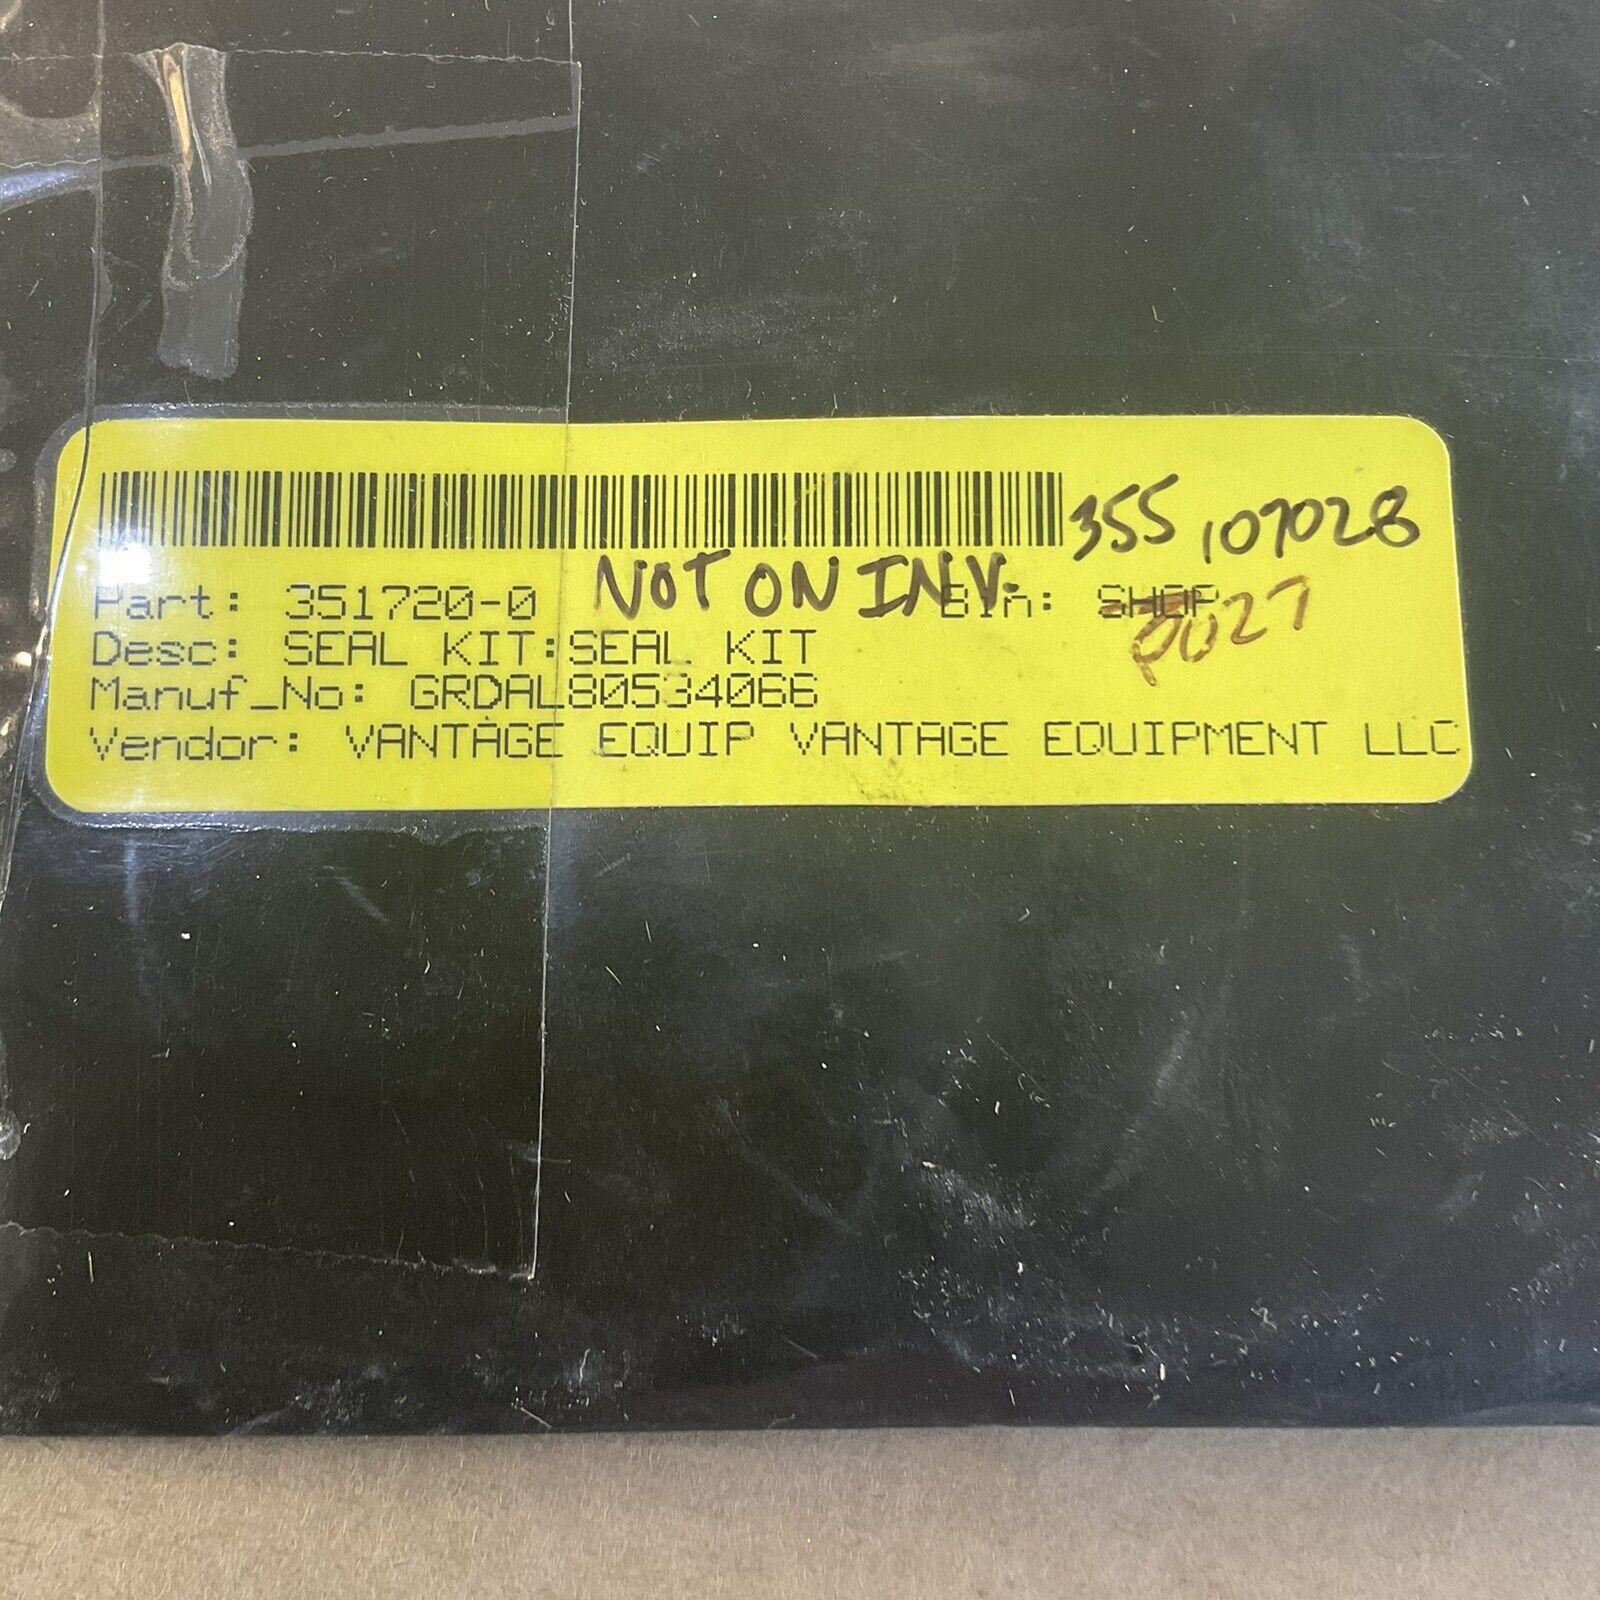 355 107028
Part: 351720-0 NOT ON INV. Bin: SHOP
Desc: SEAL KIT:SEAL KIT
Manuf_No: GRDAL80534066
Vendor: VANTAGE EQUIP VANTAGE EQUIPMENT LLC